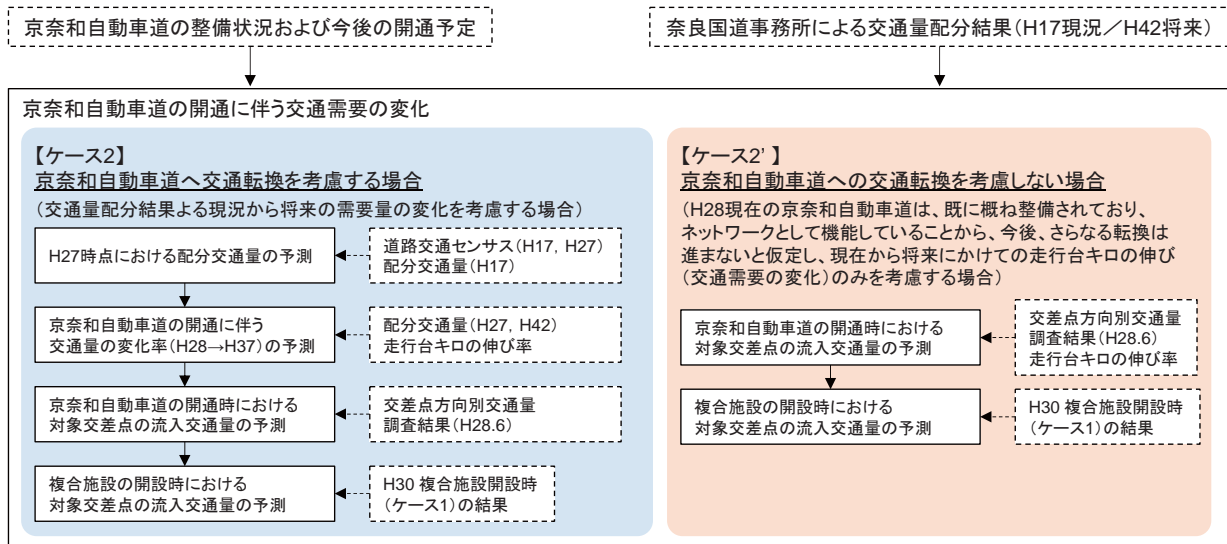 京奈和自動車道の整備状況および今後の開通予定
奈良国道事務所による交通量配分結果(H17現況／H42将来)
京奈和自動車道の開通に伴う交通需要の変化
【ケース2】
京奈和自動車道へ交通転換を考慮する場合
(交通量配分結果よる現況から将来の需要量の変化を考慮する場合)
H27時点における配分交通量の予測
道路交通センサス(H17, H27)
配分交通量(H17)
京奈和自動車道の開通に伴う
交通量の変化率(H28→H37)の予測
配分交通量(H27, H42)
走行台キロの伸び率
京奈和自動車道の開通時における
対象交差点の流入交通量の予測
交差点方向別交通量
調査結果(H28.6)
複合施設の開設時における
対象交差点の流入交通量の予測
H30 複合施設開設時
(ケース1)の結果
【ケース2' 】
京奈和自動車道への交通転換を考慮しない場合
(H28現在の京奈和自動車道は、既に概ね整備されており、
ネットワークとして機能していることから、今後、さらなる転換は
進まないと仮定し、現在から将来にかけての走行台キロの伸び
(交通需要の変化)のみを考慮する場合)
京奈和自動車道の開通時における
対象交差点の流入交通量の予測
交差点方向別交通量
調査結果(H28.6)
走行台キロの伸び率
複合施設の開設時における
対象交差点の流入交通量の予測
H30 複合施設開設時
(ケース1)の結果